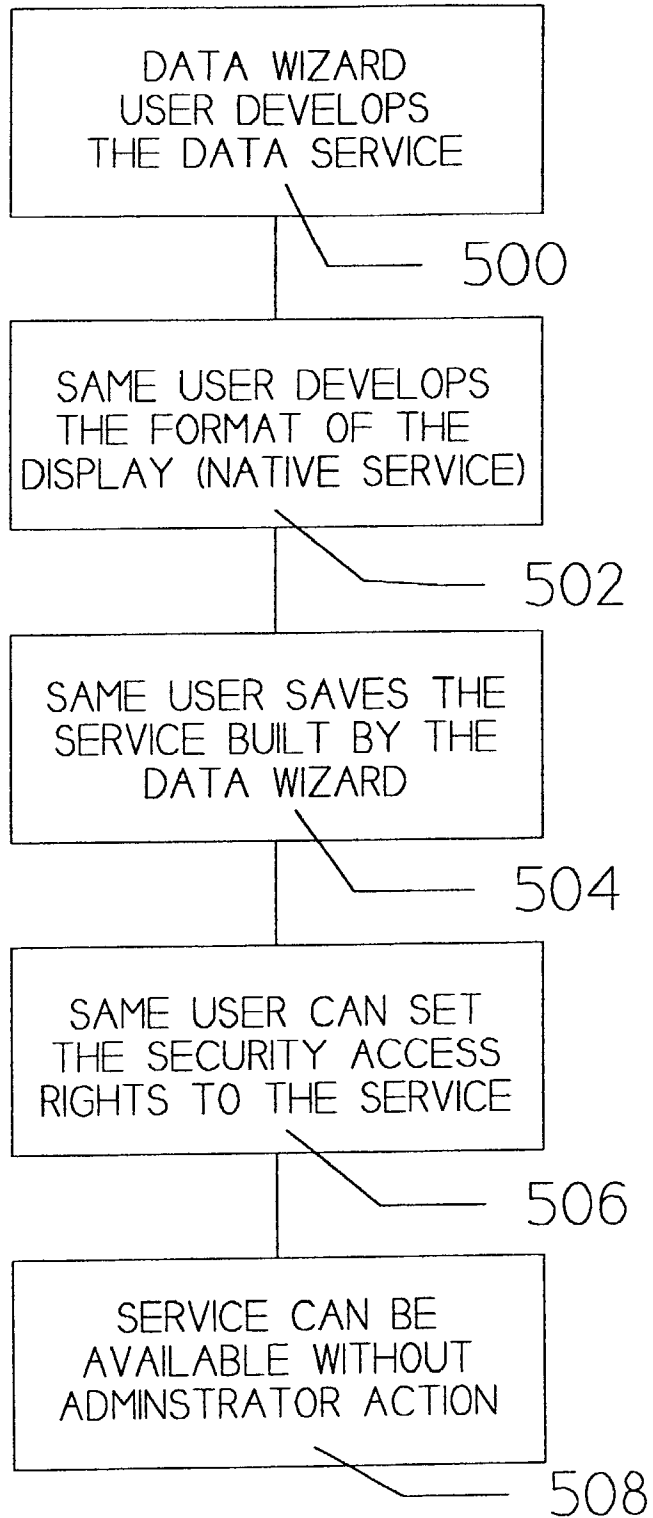 DATA WIZARD
USER DEVELOPS
THE DATA SERVICE
500
SAME USER DEVELOPS
THE FORMAT OF THE
DISPLAY (NATIVE SERVICE)
502
SAME USER SAVES THE
SERVICE BUILT BY THE
DATA WIZARD
504
SAME USER CAN SET
THE SECURITY ACCESS
RIGHTS TO THE SERVICE
506
SERVICE CAN BE
AVAILABLE WITHOUT
ADMINSTRATOR ACTION
508